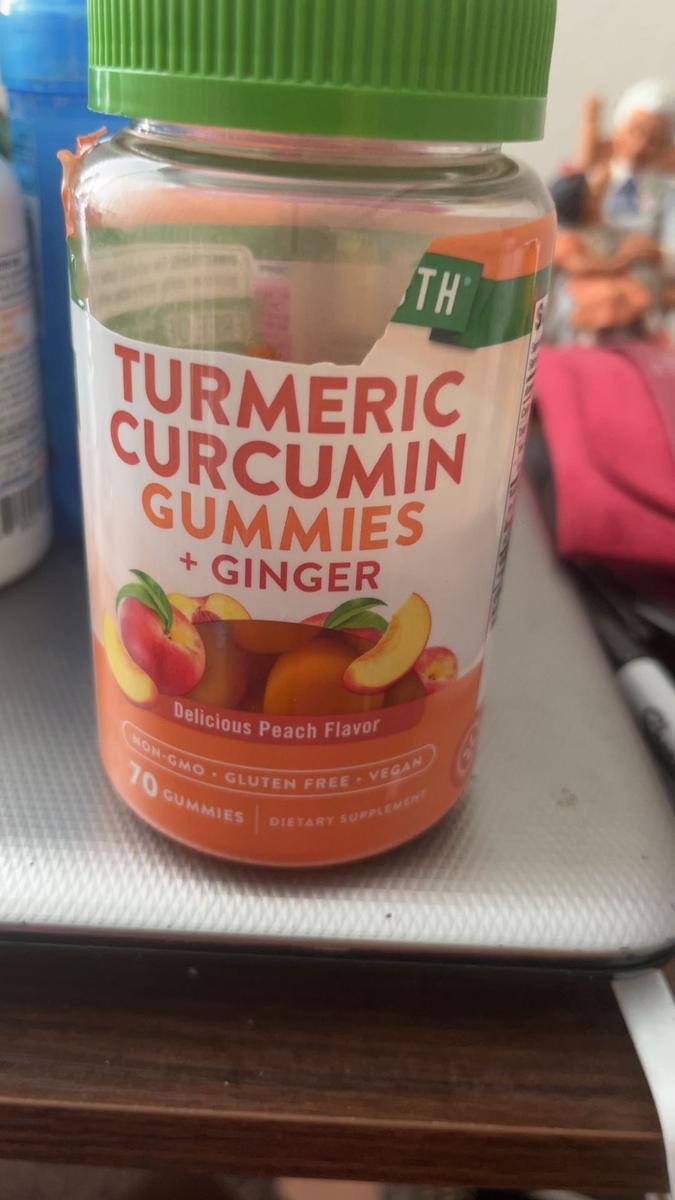 TH
TURMERIC
CURCUMIN
GUMMIES
+ GINGER
Delicious Peach Flavor
NON-GMO • GLUTEN FREE • VEGAN
70 GUMMIES | DIETARY SUPPLEMENT